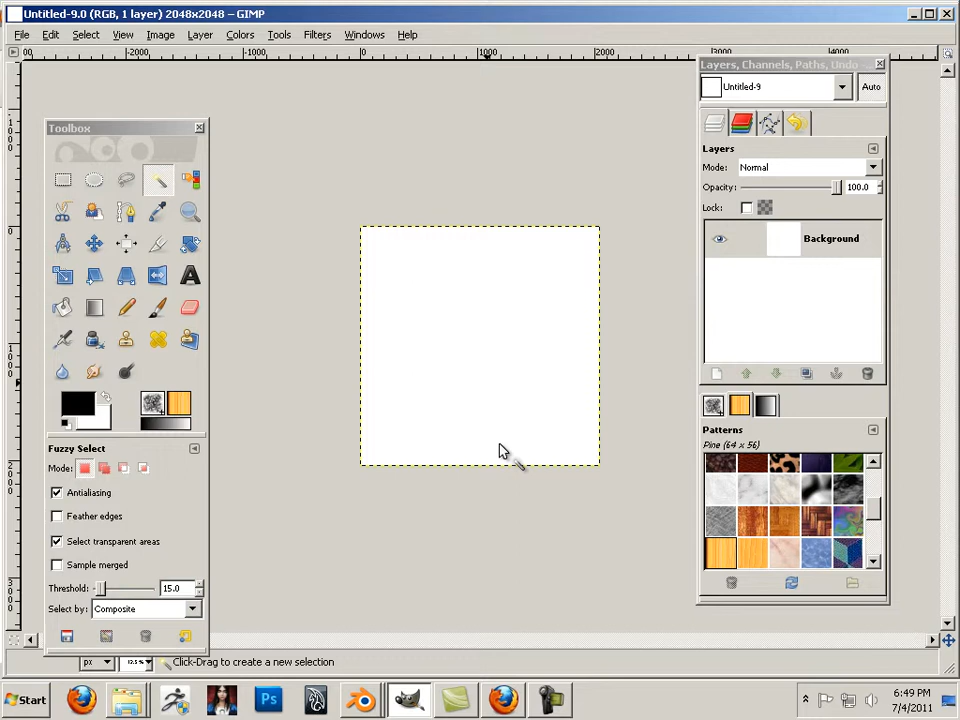 Untitled-9.0 (RGB, 1 layer) 2048x2048 – GIMP
File Edit Select View Image Layer Colors Tools Filters Windows Help
-2000 -1000 0 1000 2000 3000 4000
Toolbox
Fuzzy Select
Mode:
Antialiasing
Feather edges
Select transparent areas
Sample merged
Threshold: 15.0
Select by: Composite
Layers, Channels, Paths, Undo -
Untitled-9 Auto
Layers
Mode: Normal
Opacity: 100.0
Lock:
Background
Patterns
Pine (64 x 56)
px 12.5% Click-Drag to create a new selection
Start
Ps
6:49 PM
7/4/2011